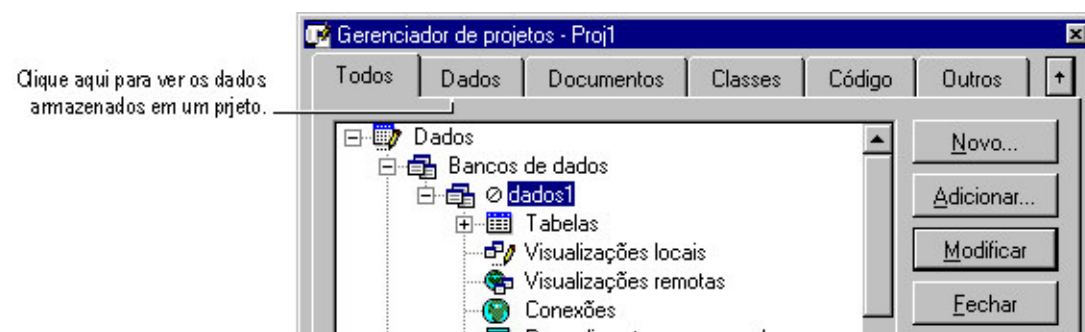 Gerenciador de projetos - Proj1
Clique aqui para ver os dados
armazenados em um prjeto.
Todos Dados Documentos Classes Código Outros
Dados
Bancos de dados
dados1
Tabelas
Visualizações locais
Visualizações remotas
Conexões
Novo...
Adicionar...
Modificar
Fechar